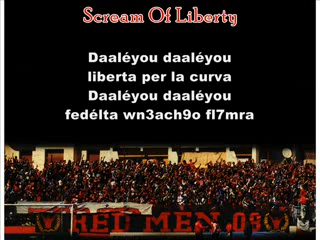 Scream Of Liberty
Daaléyou daaléyou
liberta per la curva
Daaléyou daaléyou
fedélta wn3ach9o fl7mra
RED MEN 09